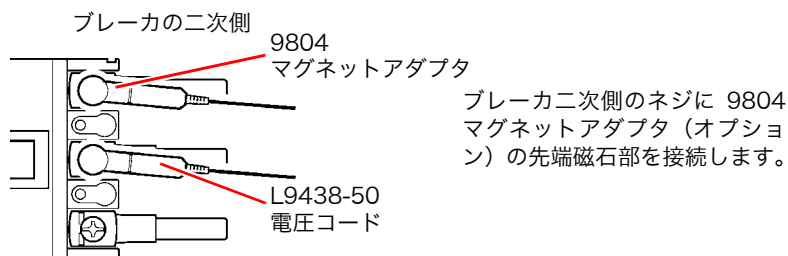 ブレーカの二次側
9804
マグネットアダプタ
ブレーカ二次側のネジに 9804
マグネットアダプタ（オプショ
ン）の先端磁石部を接続します。
L9438-50
電圧コード